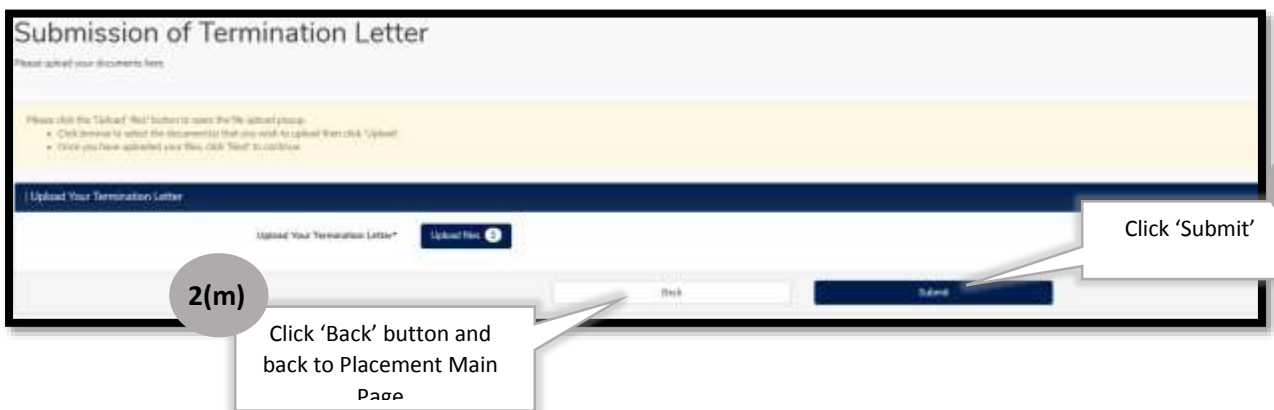 Submission of Termination Letter
Please upload your documents here.
Please click the 'Upload files' button to open the file upload popup
Click browse to select the document(s) that you wish to upload then click 'Upload'
Once you have uploaded your files, click 'Next' to continue
| Upload Your Termination Letter
Upload Your Termination Letter*
Upload files
Click ‘Submit’
2(m)
Back
Submit
Click ‘Back’ button and
back to Placement Main
Page